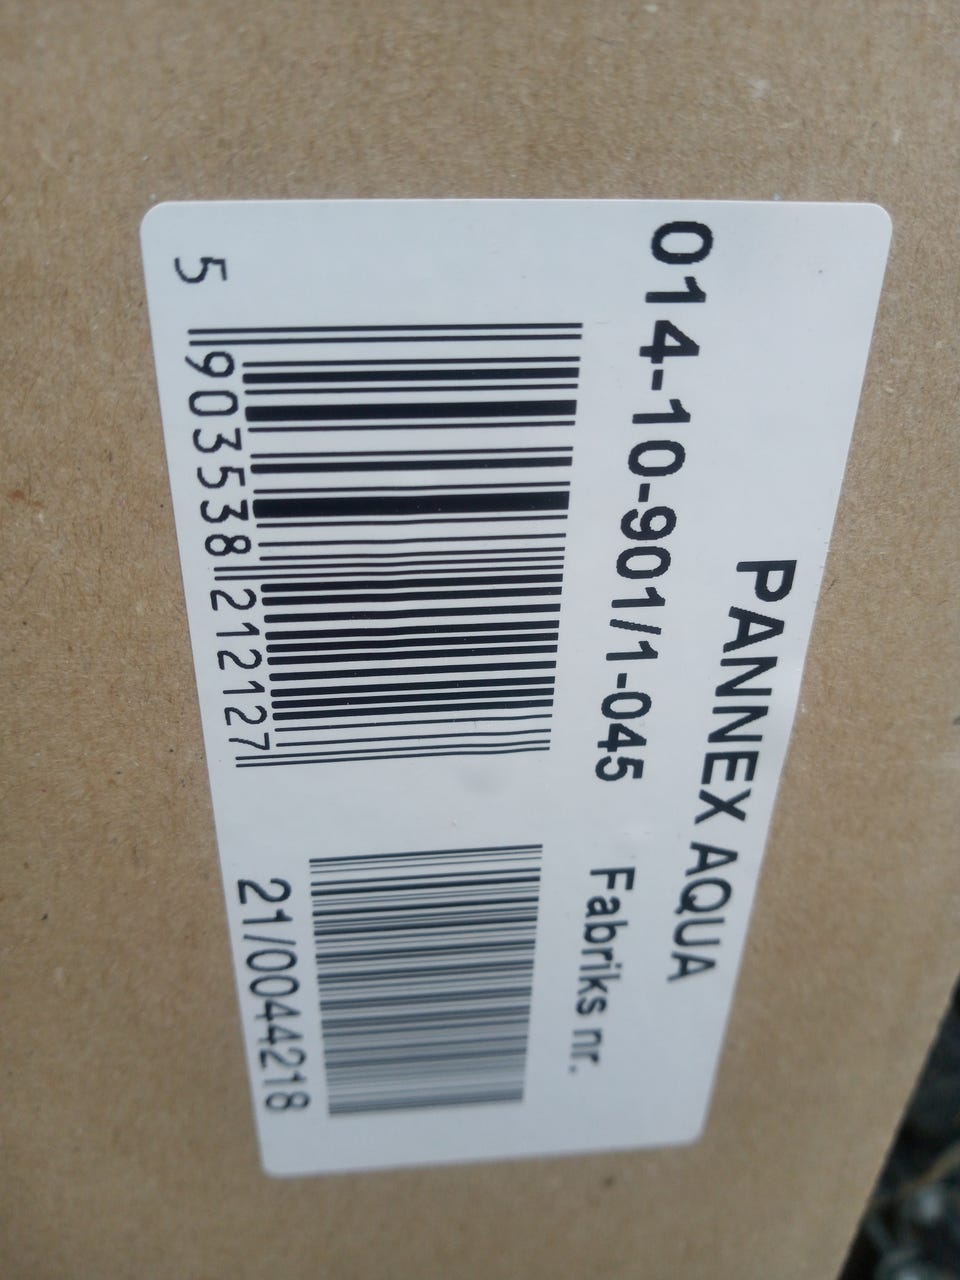 PANNEX AQUA
014-10-901/1-045
Fabriks nr.
5 903538 212127
21/0044218